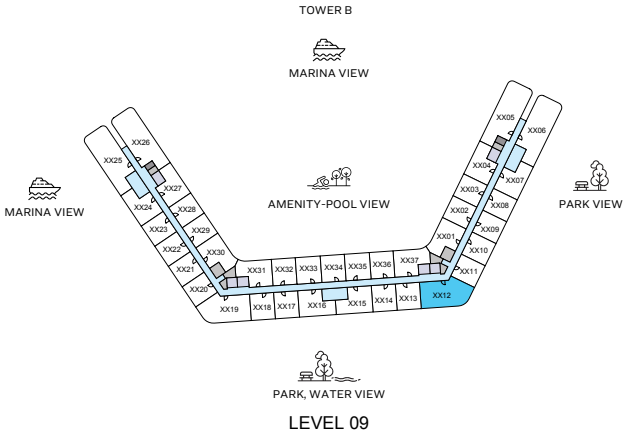 TOWER B
MARINA VIEW
XX05
XX06
XX26
XX25
XX04
XX07
XX27
XX03
XX24
XX08
MARINA VIEW
AMENITY-POOL VIEW
PARK VIEW
XX28
XX02
XX23
XX29
XX09
XX22
XX01
XX10
XX30
XX21
XX37
XX11
XX31
XX32
XX33
XX34
XX35
XX36
XX20
XX12
XX19
XX18
XX17
XX16
XX15
XX14
XX13
PARK, WATER VIEW
LEVEL 09